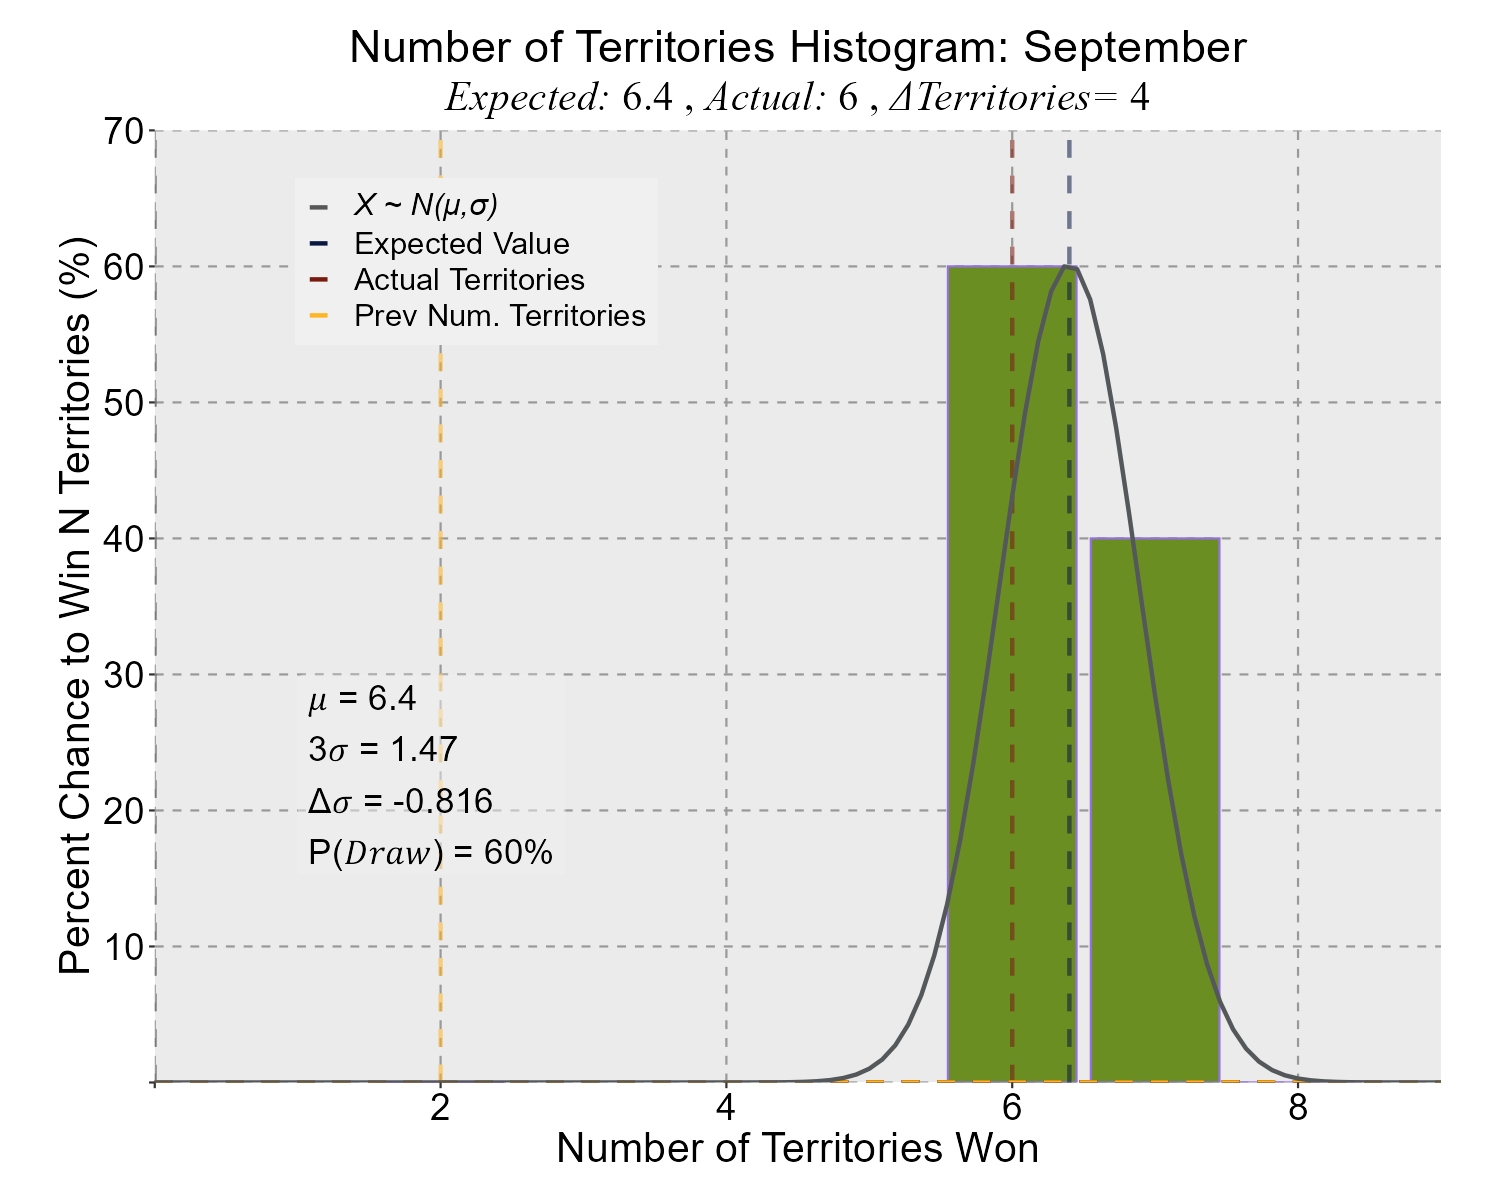 Number of Territories Histogram: September
Expected: 6.4 , Actual: 6 , ΔTerritories= 4
Percent Chance to Win N Territories (%)
70
60
50
40
30
20
10
X ~ N(μ,σ)
Expected Value
Actual Territories
Prev Num. Territories
μ = 6.4
3σ = 1.47
Δσ = -0.816
P(Draw) = 60%
2 4 6 8
Number of Territories Won